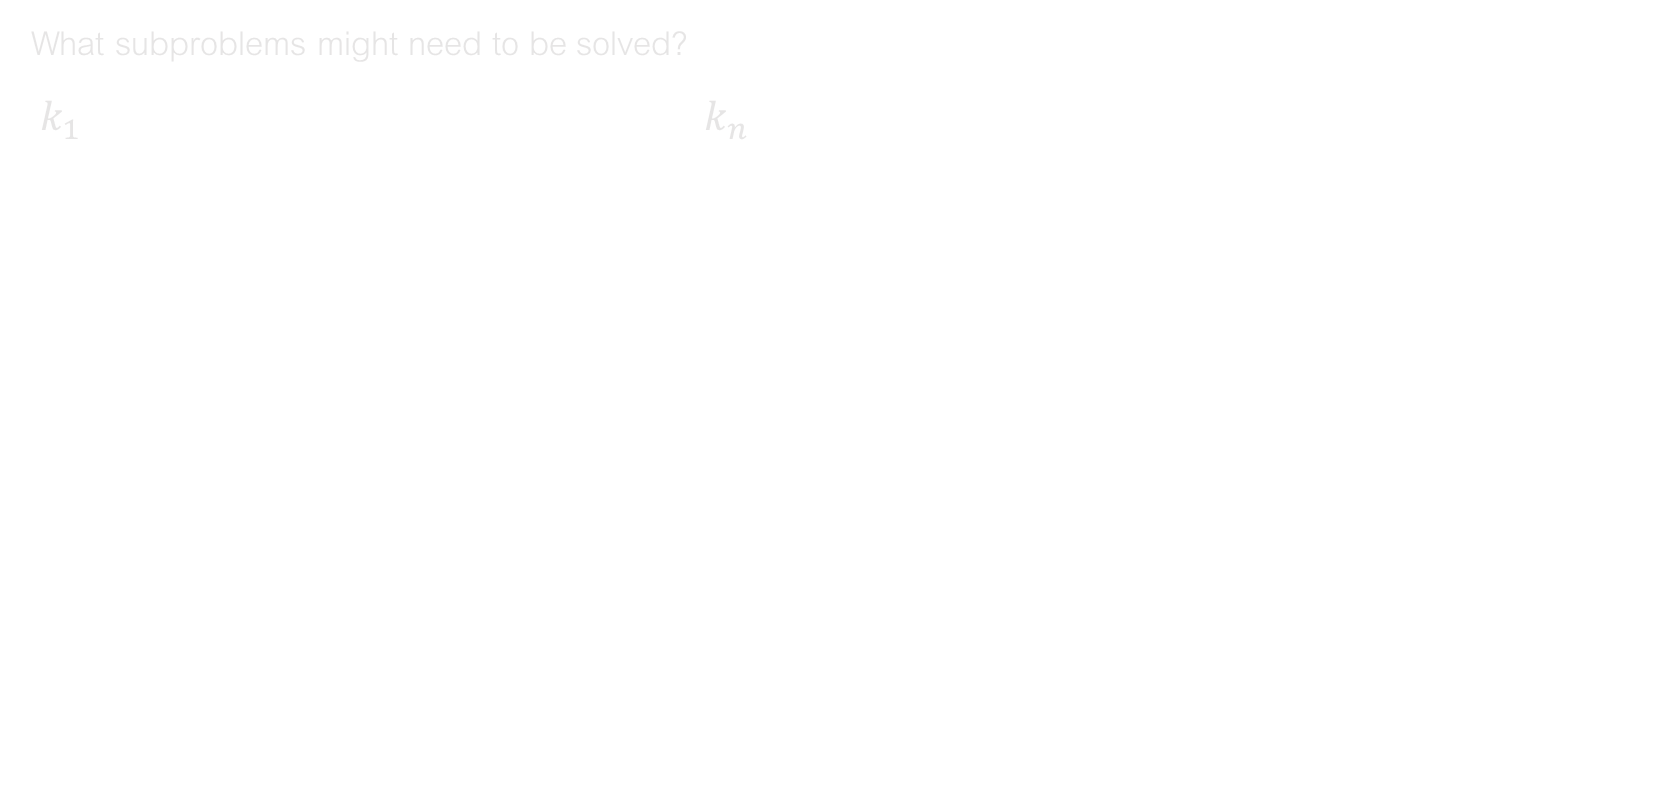 What subproblems might need to be solved?
k₁ kₙ